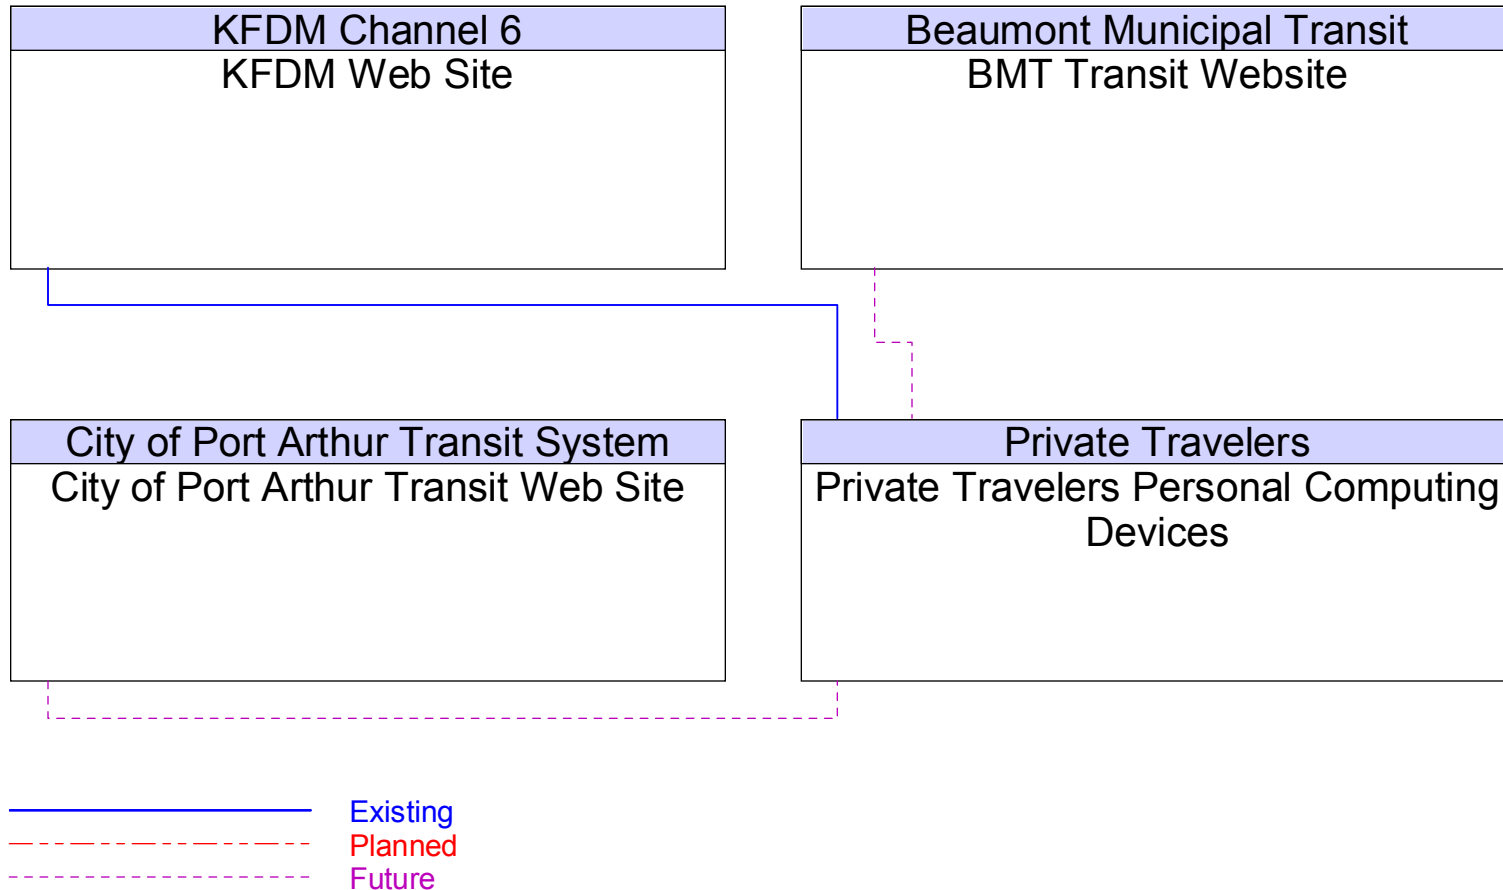 KFDM Channel 6
KFDM Web Site
Beaumont Municipal Transit
BMT Transit Website
City of Port Arthur Transit System
City of Port Arthur Transit Web Site
Private Travelers
Private Travelers Personal Computing
Devices
Existing
Planned
Future